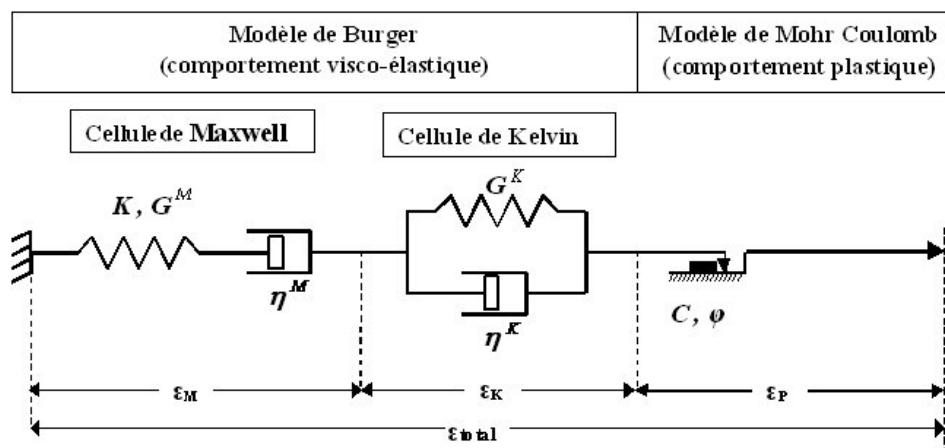 Modèle de Burger
(comportement visco-élastique)
Modèle de Mohr Coulomb
(comportement plastique)
Cellule de Maxwell
Cellule de Kelvin
K, G^M
G^K
η^M
η^K
C, φ
ε_M
ε_K
ε_P
ε_total